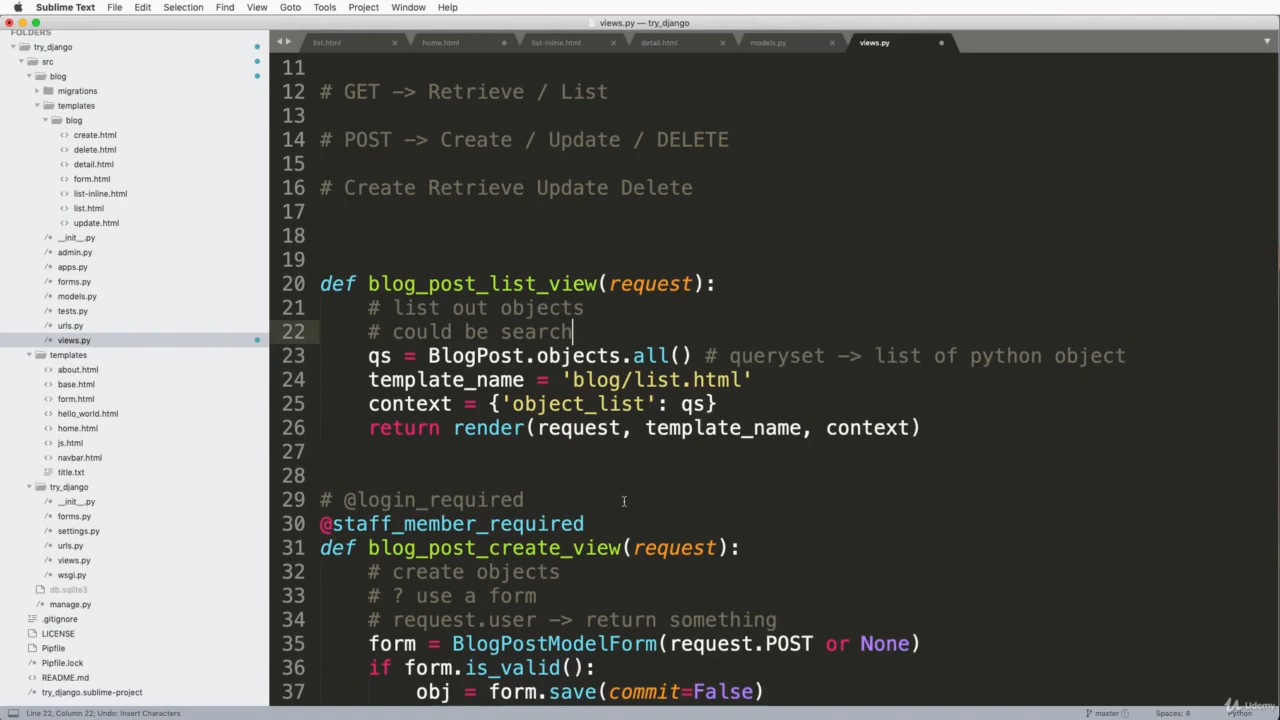 Sublime Text File Edit Selection Find View Goto Tools Project Window Help
views.py — try_django
FOLDERS
try_django
src
blog
migrations
templates
blog
create.html
delete.html
detail.html
form.html
list-inline.html
list.html
update.html
__init__.py
admin.py
apps.py
forms.py
models.py
tests.py
urls.py
views.py
templates
about.html
base.html
form.html
hello_world.html
home.html
js.html
navbar.html
title.txt
try_django
__init__.py
forms.py
settings.py
urls.py
views.py
wsgi.py
db.sqlite3
manage.py
.gitignore
LICENSE
Pipfile
Pipfile.lock
README.md
try_django.sublime-project
list.html home.html list-inline.html detail.html models.py views.py
11
12 # GET -> Retrieve / List
13
14 # POST -> Create / Update / DELETE
15
16 # Create Retrieve Update Delete
17
18
19
20 def blog_post_list_view(request):
21 # list out objects
22 # could be search
23 qs = BlogPost.objects.all() # queryset -> list of python object
24 template_name = 'blog/list.html'
25 context = {'object_list': qs}
26 return render(request, template_name, context)
27
28
29 # @login_required
30 @staff_member_required
31 def blog_post_create_view(request):
32 # create objects
33 # ? use a form
34 # request.user -> return something
35 form = BlogPostModelForm(request.POST or None)
36 if form.is_valid():
37 obj = form.save(commit=False)
Line 22, Column 22; Undo: Insert Characters
master 1 Spaces: 4 Python
Udemy